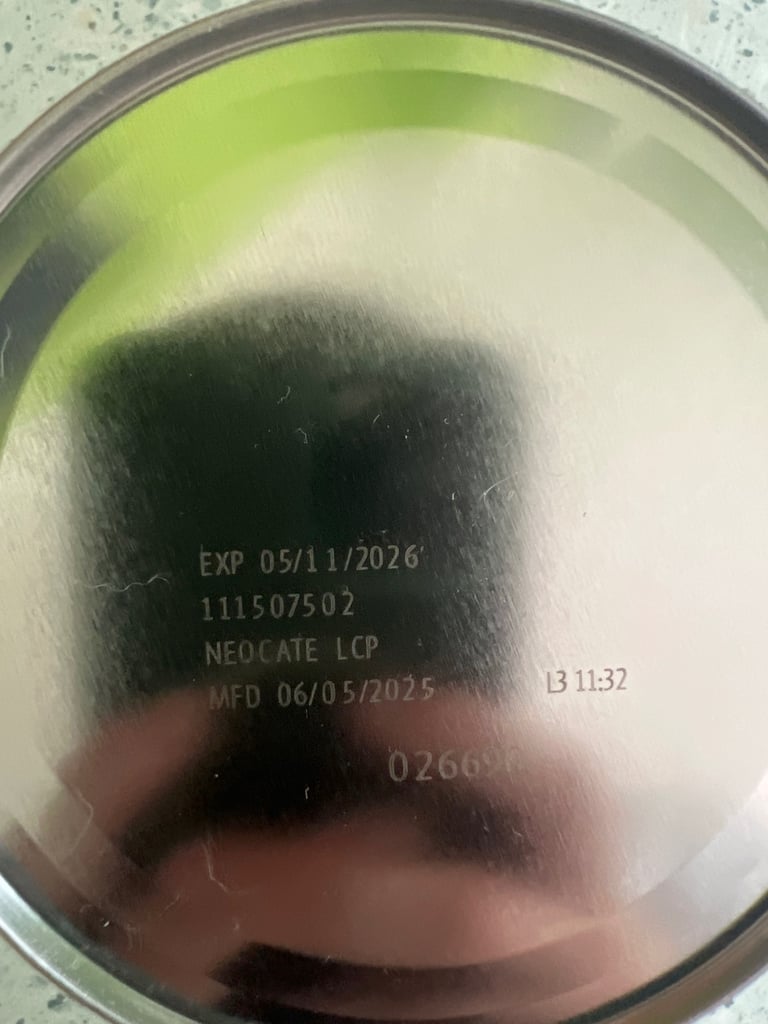 EXP 05/11/2026
111507502
NEOCATE LCP
MFD 06/05/2025
L3 11:32